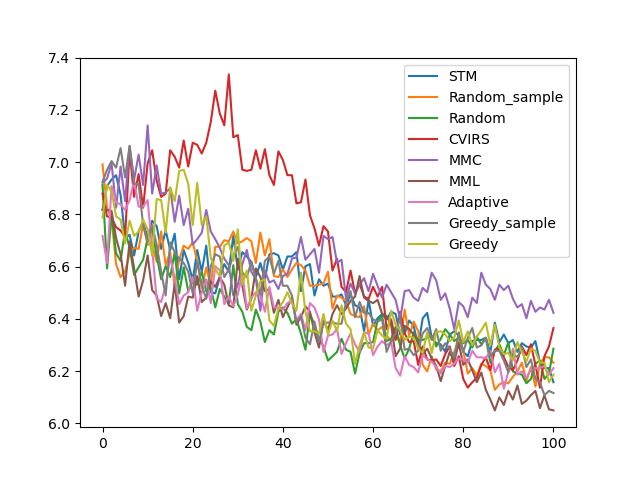 7.4
7.2
7.0
6.8
6.6
6.4
6.2
6.0
0 20 40 60 80 100
STM
Random_sample
Random
CVIRS
MMC
MML
Adaptive
Greedy_sample
Greedy